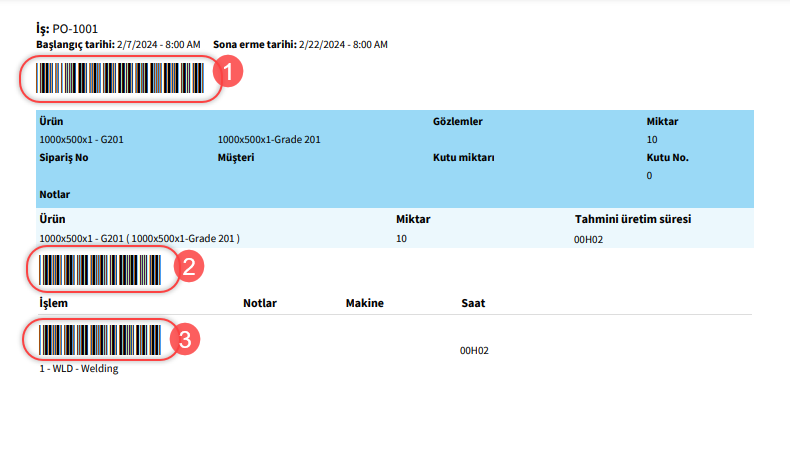 İş: PO-1001
Başlangıç tarihi: 2/7/2024 - 8:00 AM Sona erme tarihi: 2/22/2024 - 8:00 AM
1
Ürün Gözlemler Miktar
1000x500x1 - G201 1000x500x1-Grade 201 10
Sipariş No Müşteri Kutu miktarı Kutu No.
0
Notlar
Ürün Miktar Tahmini üretim süresi
1000x500x1 - G201 ( 1000x500x1-Grade 201 ) 10 00H02
2
İşlem Notlar Makine Saat
3
00H02
1 - WLD - Welding